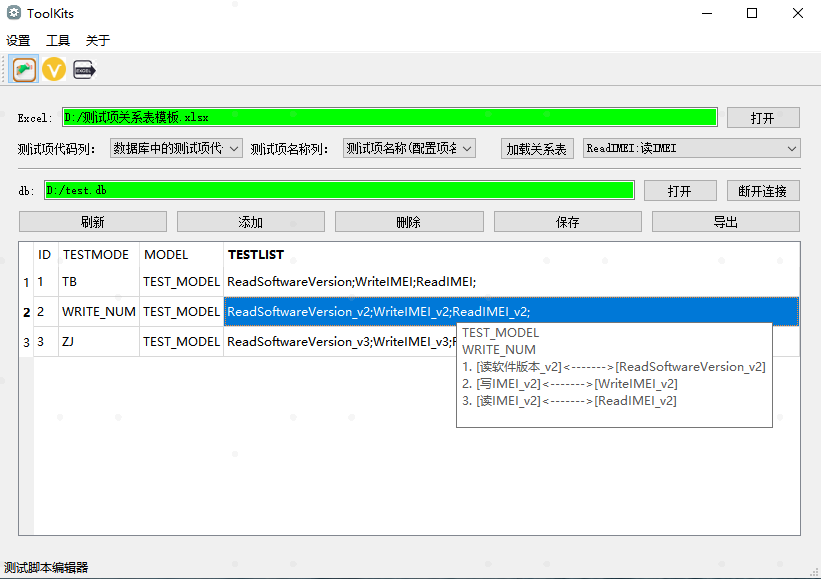 ToolKits
设置 工具 关于
V EXCEL
Excel: D:/测试项关系表模板.xlsx 打开
测试项代码列: 数据库中的测试项代 测试项名称列: 测试项名称(配置项名 加载关系表 ReadIMEI:读IMEI
db: D:/test.db 打开 断开连接
刷新 添加 删除 保存 导出
ID TESTMODE MODEL TESTLIST
1 1 TB TEST_MODEL ReadSoftwareVersion;WriteIMEI;ReadIMEI;
2 2 WRITE_NUM TEST_MODEL ReadSoftwareVersion_v2;WriteIMEI_v2;ReadIMEI_v2;
3 3 ZJ TEST_MODEL ReadSoftwareVersion_v3;WriteIMEI_v3;
TEST_MODEL
WRITE_NUM
1. [读软件版本_v2]<------->[ReadSoftwareVersion_v2]
2. [写IMEI_v2]<------->[WriteIMEI_v2]
3. [读IMEI_v2]<------->[ReadIMEI_v2]
测试脚本编辑器